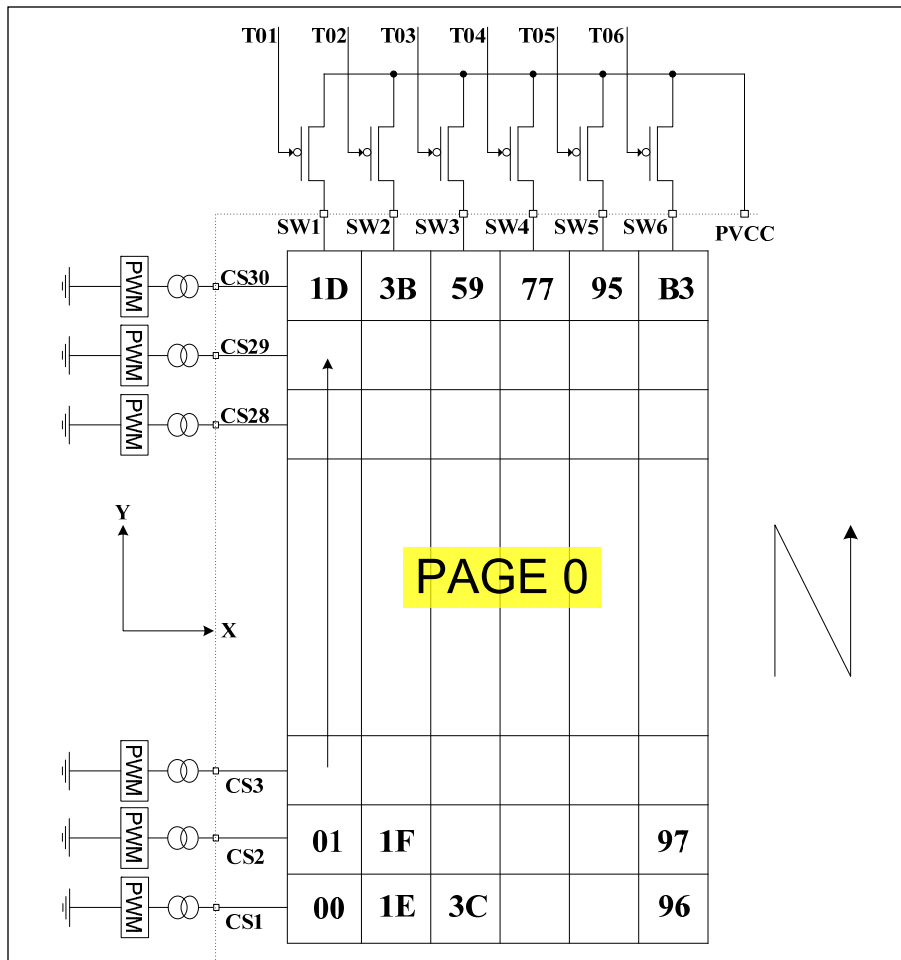 T01 T02 T03 T04 T05 T06
SW1 SW2 SW3 SW4 SW5 SW6 PVCC
PWM CS30 1D 3B 59 77 95 B3
PWM CS29
PWM CS28
Y
PAGE 0
X
PWM CS3
PWM CS2 01 1F 97
PWM CS1 00 1E 3C 96